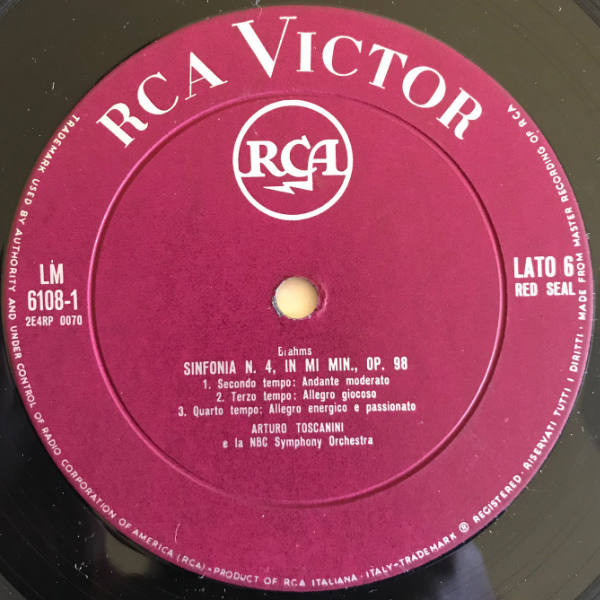 RCA VICTOR
RCA
LM
6108-1
2E4RP 0070
LATO 6
RED SEAL
Brahms
SINFONIA N. 4, IN MI MIN., OP. 98
1. Secondo tempo: Andante moderato
2. Terzo tempo: Allegro giocoso
3. Quarto tempo: Allegro energico e passionato
ARTURO TOSCANINI
e la NBC Symphony Orchestra
TRADEMARK USED BY AUTHORITY AND UNDER CONTROL OF RADIO CORPORATION OF AMERICA (RCA)-PRODUCT OF RCA ITALIANA - ITALY-TRADEMARK ® REGISTERED - RISERVATI TUTTI I DIRITTI - MADE FROM MASTER RECORDING OF RCA